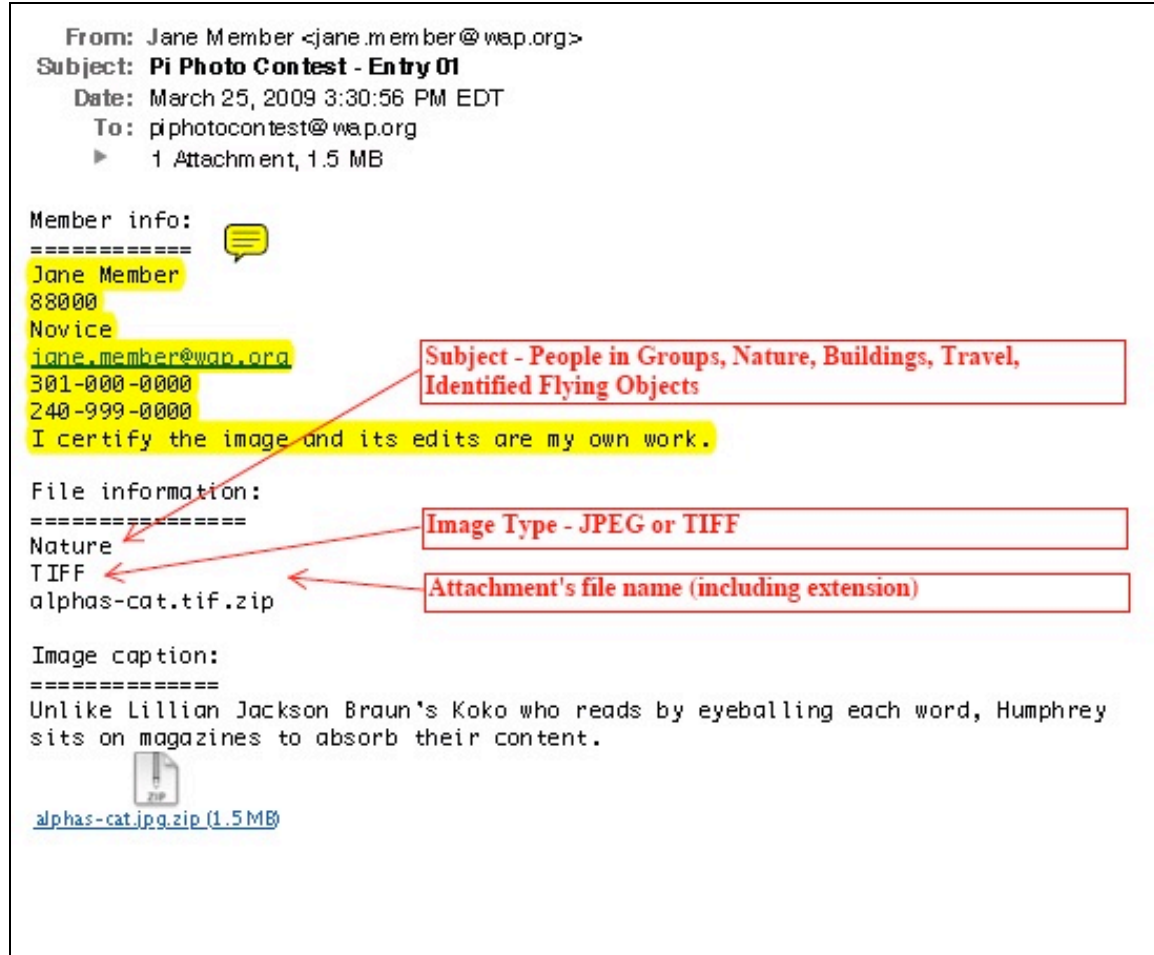 From: Jane Member <jane.member@wap.org>
Subject: Pi Photo Contest - Entry 01
Date: March 25, 2009 3:30:56 PM EDT
To: piphotocontest@wap.org
1 Attachment, 1.5 MB
Member info:
============
Jane Member
88000
Novice
jane.member@wap.org
301-000-0000
240-999-0000
I certify the image and its edits are my own work.
Subject - People in Groups, Nature, Buildings, Travel,
Identified Flying Objects
File information:
================
Nature
TIFF
alphas-cat.tif.zip
Image Type - JPEG or TIFF
Attachment's file name (including extension)
Image caption:
==============
Unlike Lillian Jackson Braun's Koko who reads by eyeballing each word, Humphrey
sits on magazines to absorb their content.
ZIP
alphas-cat.jpg.zip (1.5 MB)